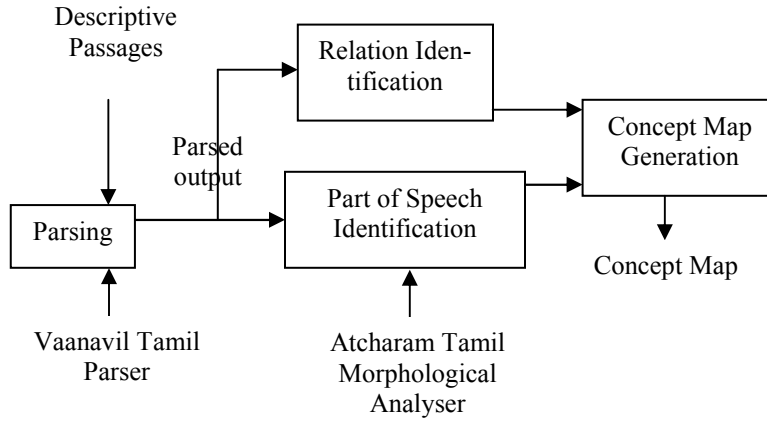 Descriptive
Passages
Relation Iden-
tification
Concept Map
Generation
Parsed
output
Part of Speech
Identification
Parsing
Concept Map
Vaanavil Tamil
Parser
Atcharam Tamil
Morphological
Analyser